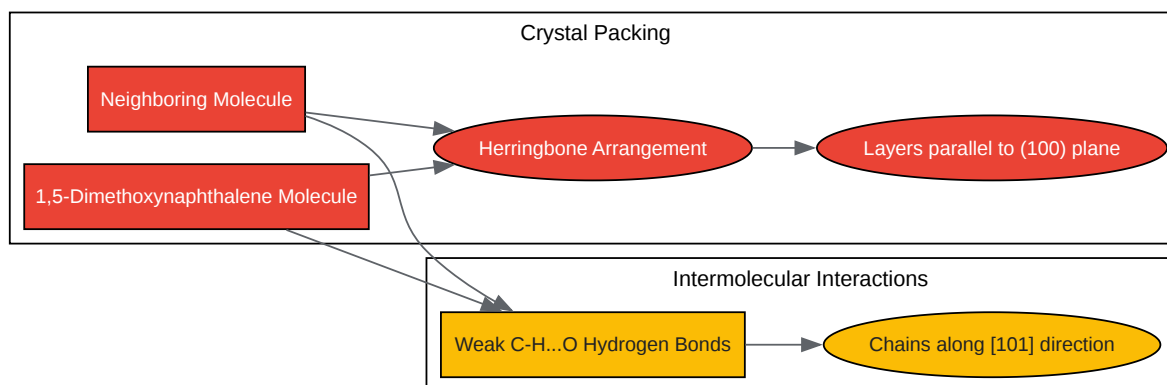 Crystal Packing
Neighboring Molecule
Herringbone Arrangement
Layers parallel to (100) plane
1,5-Dimethoxynaphthalene Molecule
Intermolecular Interactions
Weak C-H...O Hydrogen Bonds
Chains along [101] direction